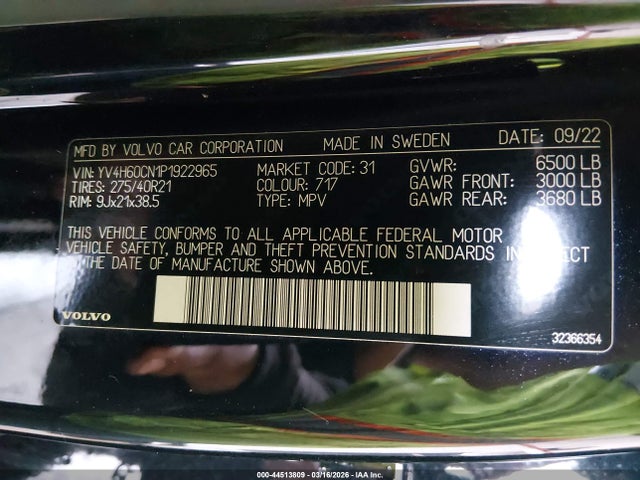 MFD BY VOLVO CAR CORPORATION MADE IN SWEDEN DATE: 09/22
VIN: YV4H60CN1P1922965 MARKET CODE: 31 GVWR: 6500 LB
TIRES: 275/40R21 COLOUR: 717 GAWR FRONT: 3000 LB
RIM: 9Jx21x38.5 TYPE: MPV GAWR REAR: 3680 LB
THIS VEHICLE CONFORMS TO ALL APPLICABLE FEDERAL MOTOR
VEHICLE SAFETY, BUMPER AND THEFT PREVENTION STANDARDS IN EFFECT
AT THE DATE OF MANUFACTURE SHOWN ABOVE.
VOLVO 32366354
000-44513809 - 03/16/2026 - IAA Inc.